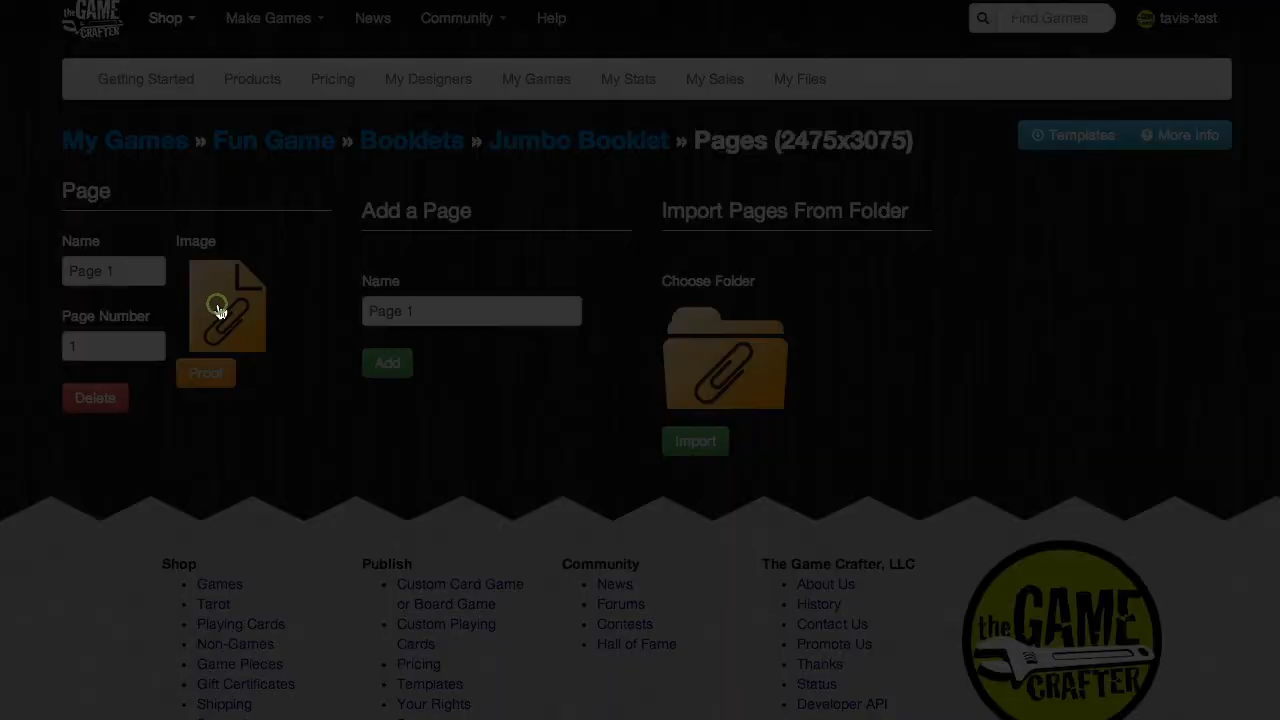 the GAME CRAFTER
Shop
Make Games
News
Community
Help
Find Games
tavis-test
Getting Started
Products
Pricing
My Designers
My Games
My Stats
My Sales
My Files
My Games » Fun Game » Booklets » Jumbo Booklet » Pages (2475x3075)
Templates
More Info
Page
Name
Page 1
Image
Page Number
1
Proof
Delete
Add a Page
Name
Page 1
Add
Import Pages From Folder
Choose Folder
Import
Shop
Games
Tarot
Playing Cards
Non-Games
Game Pieces
Gift Certificates
Shipping
Publish
Custom Card Game
or Board Game
Custom Playing
Cards
Pricing
Templates
Your Rights
Community
News
Forums
Contests
Hall of Fame
The Game Crafter, LLC
About Us
History
Contact Us
Promote Us
Thanks
Status
Developer API
the GAME
CRAFTER